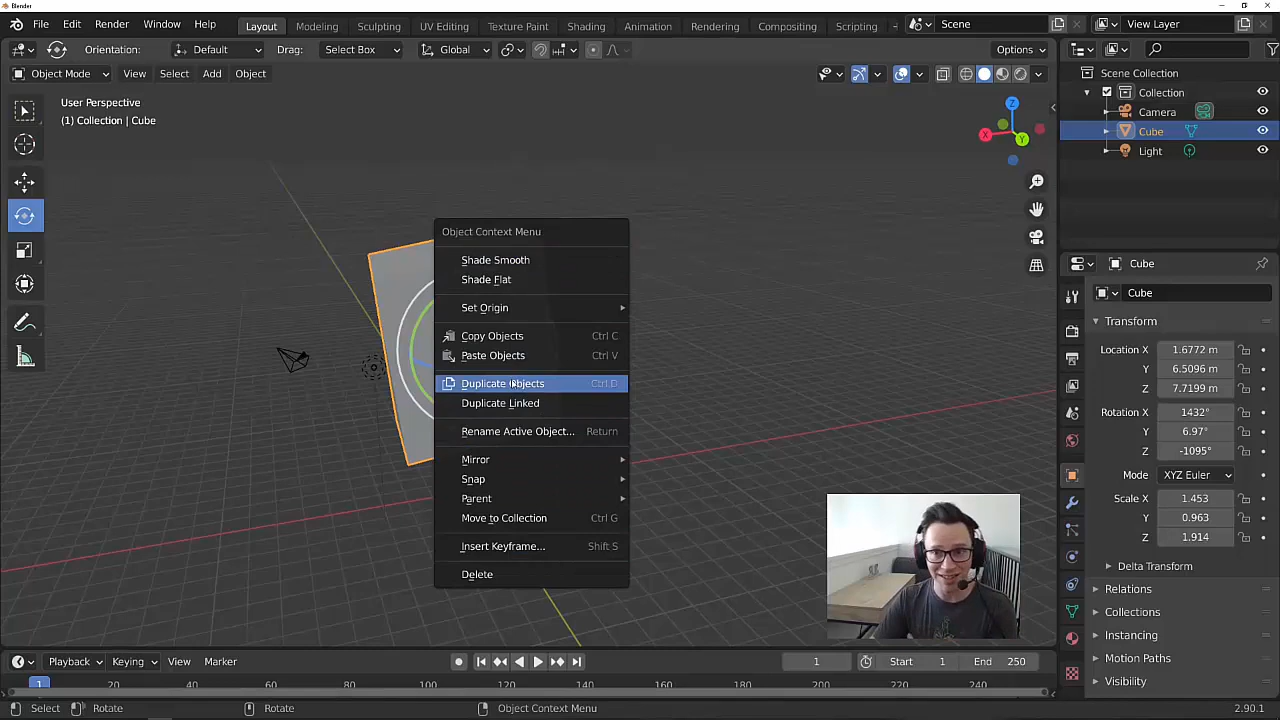 Blender
File Edit Render Window Help Layout Modeling Sculpting UV Editing Texture Paint Shading Animation Rendering Compositing Scripting Scene View Layer
Orientation: Default Drag: Select Box Global Options
Object Mode View Select Add Object
User Perspective
(1) Collection | Cube
Z
X
Y
Object Context Menu
Shade Smooth
Shade Flat
Set Origin
Copy Objects Ctrl C
Paste Objects Ctrl V
Duplicate Objects Ctrl D
Duplicate Linked
Rename Active Object... Return
Mirror
Snap
Parent
Move to Collection Ctrl G
Insert Keyframe... Shift S
Delete
Scene Collection
Collection
Camera
Cube
Light
Cube
Cube
Transform
Location X 1.6772 m
Y 6.5096 m
Z 7.7199 m
Rotation X 1432°
Y 6.97°
Z -1095°
Mode XYZ Euler
Scale X 1.453
Y 0.963
Z 1.914
Delta Transform
Relations
Collections
Instancing
Motion Paths
Visibility
Playback Keying View Marker 1 Start 1 End 250
1 20 40 60 80 100 120 140 160 180 200 220 240
Select Rotate Rotate Object Context Menu 2.90.1